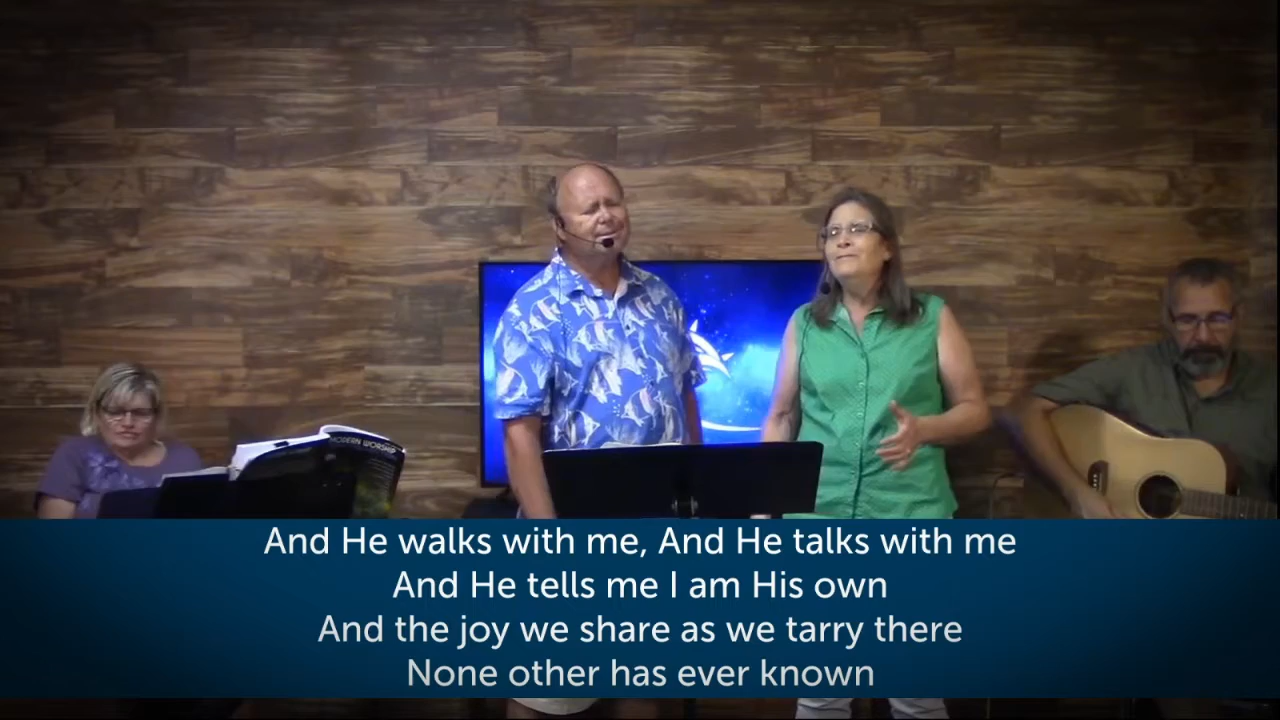 MODERN WORSHIP
And He walks with me, And He talks with me
And He tells me I am His own
And the joy we share as we tarry there
None other has ever known